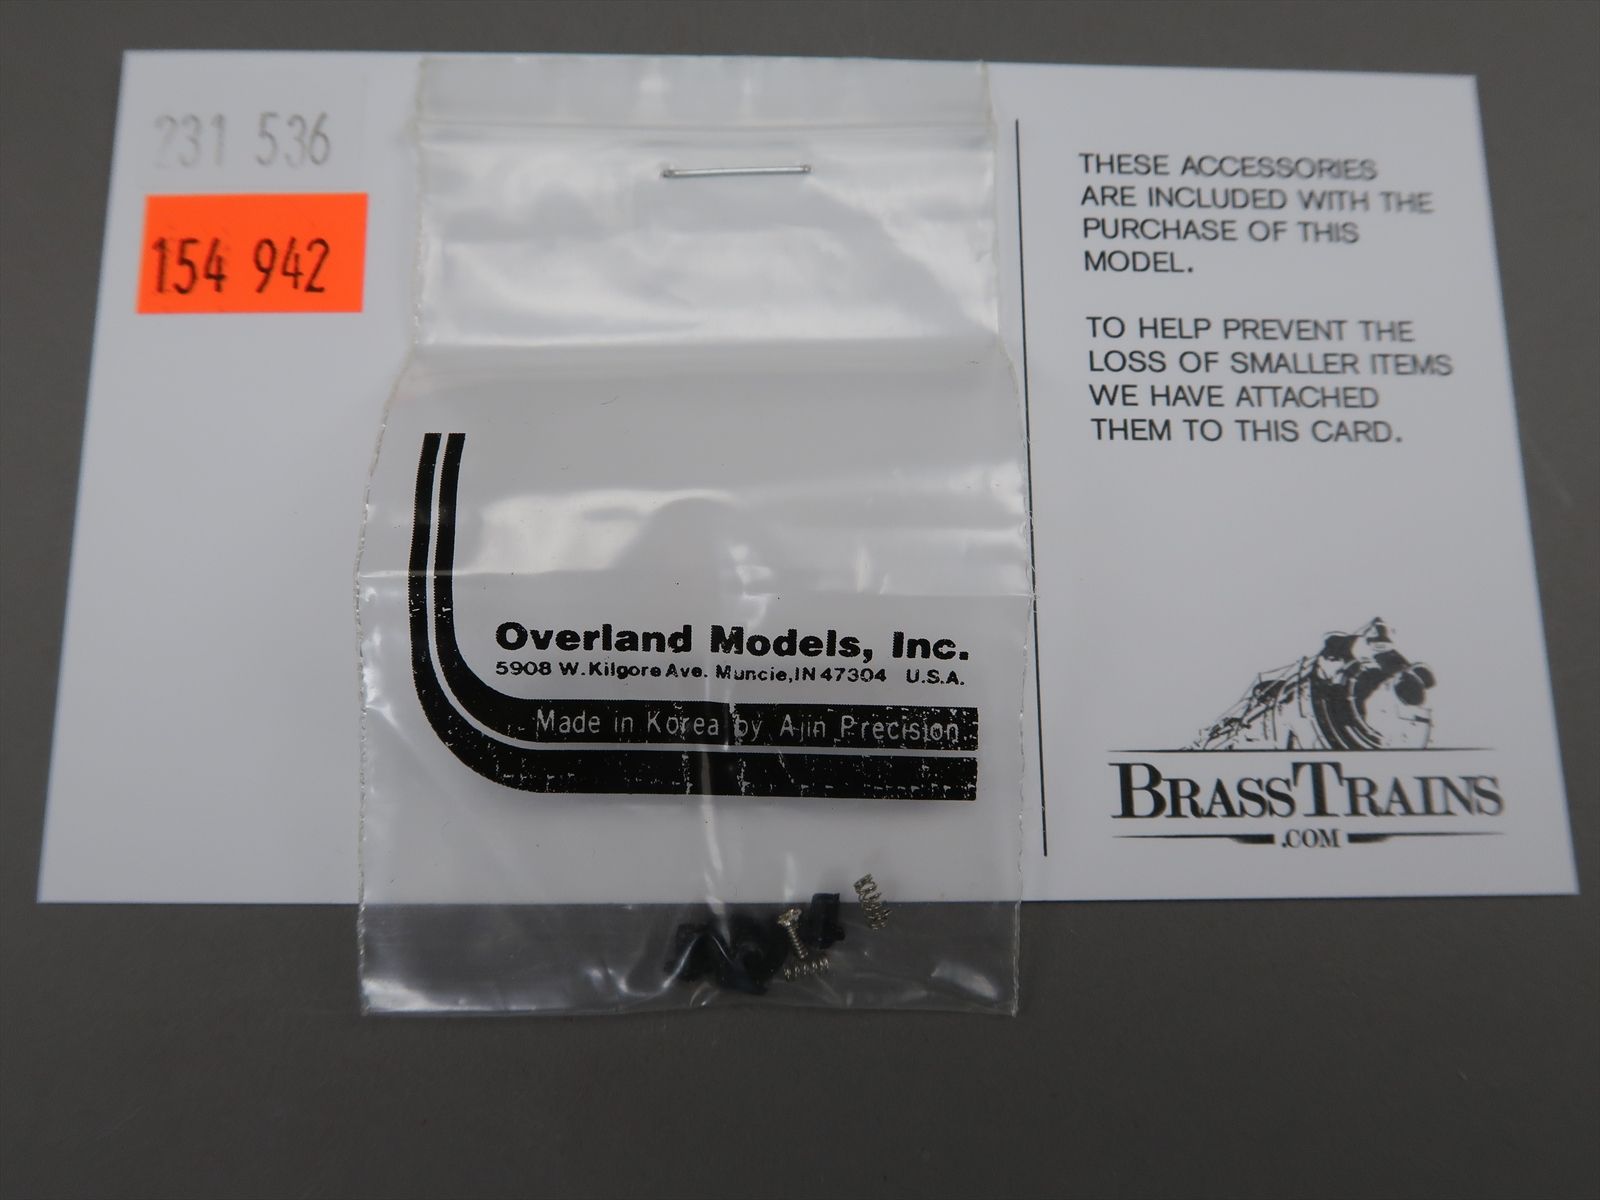 231 536
154 942
Overland Models, Inc.
5908 W. Kilgore Ave. Muncie, IN 47304 U.S.A.
Made in Korea by Ajin Precision
THESE ACCESSORIES
ARE INCLUDED WITH THE
PURCHASE OF THIS
MODEL.
TO HELP PREVENT THE
LOSS OF SMALLER ITEMS
WE HAVE ATTACHED
THEM TO THIS CARD.
BRASSTRAINS
.COM